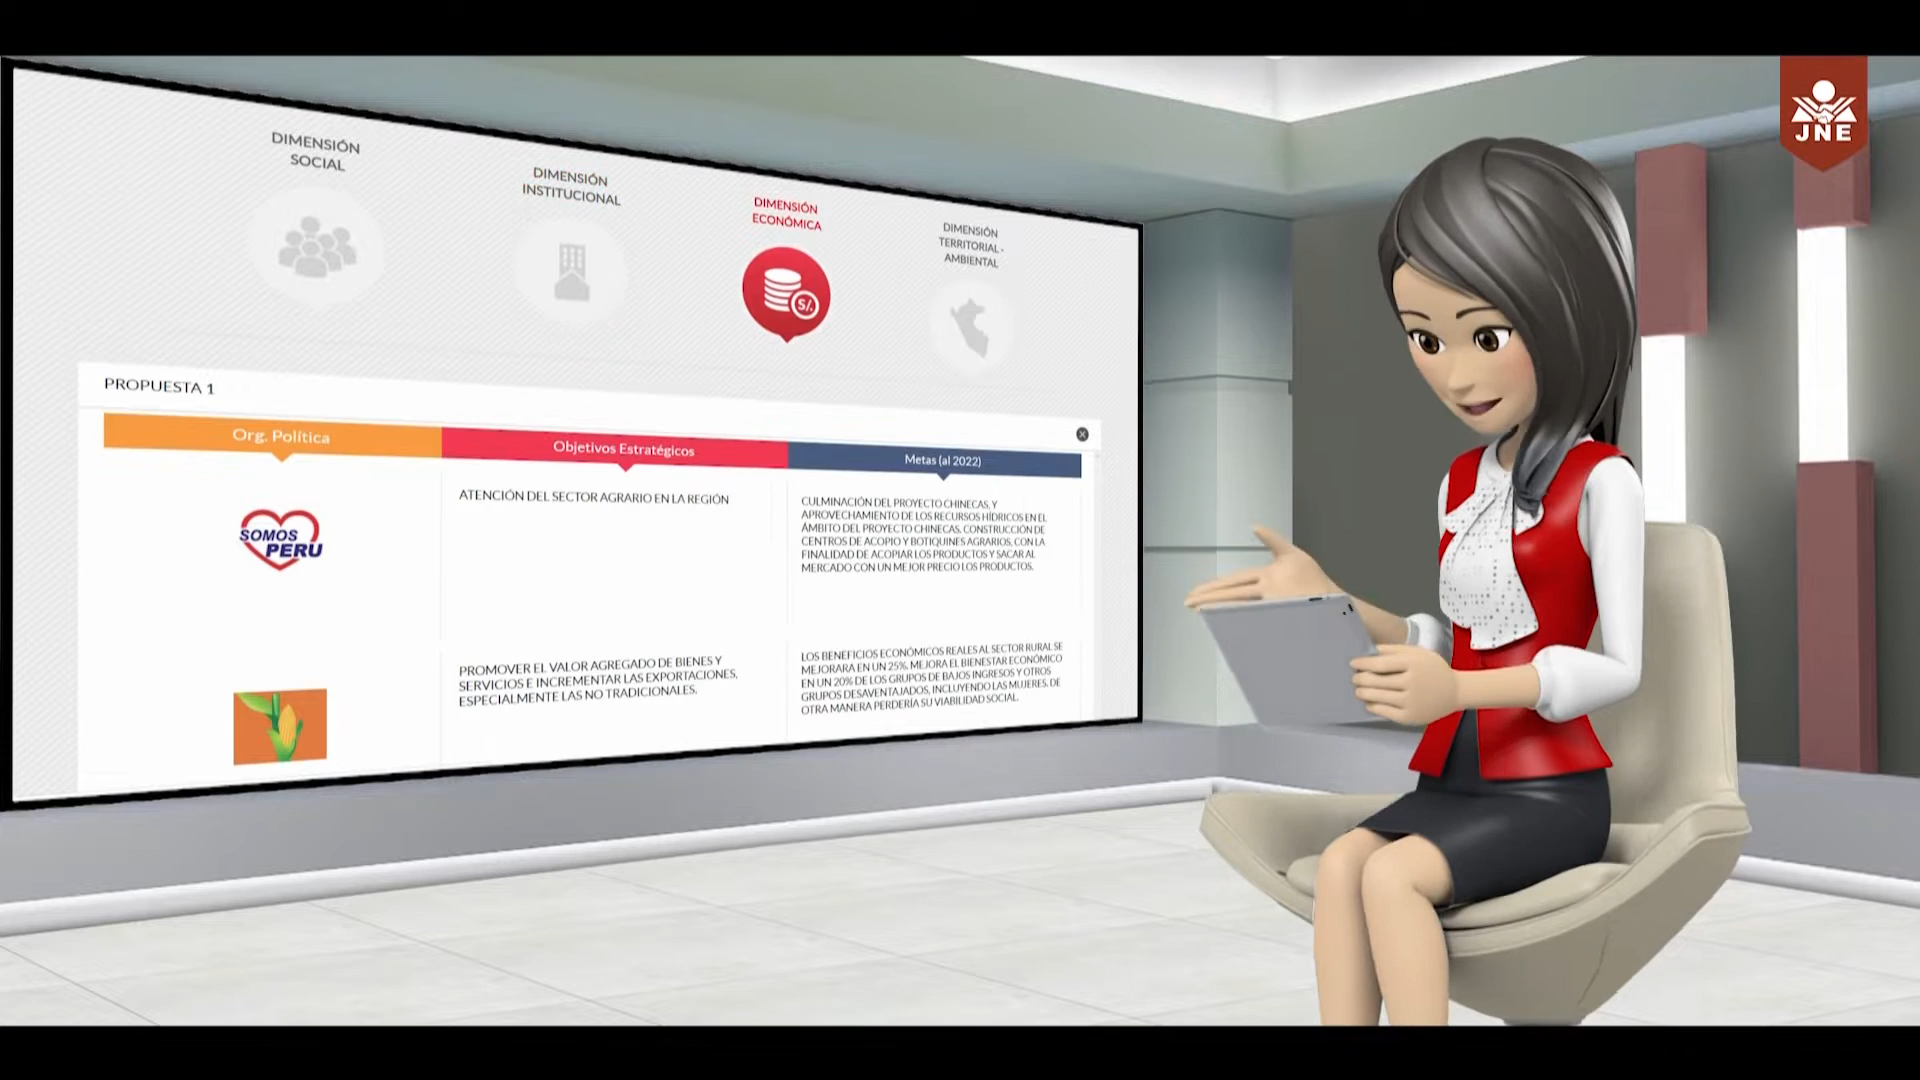 JNE
DIMENSIÓN
SOCIAL
DIMENSIÓN
INSTITUCIONAL
DIMENSIÓN
ECONÓMICA
DIMENSIÓN
TERRITORIAL -
AMBIENTAL
S/.
PROPUESTA 1
Org. Política
Objetivos Estratégicos
Metas (al 2022)
SOMOS
PERU
ATENCIÓN DEL SECTOR AGRARIO EN LA REGIÓN
CULMINACIÓN DEL PROYECTO CHINECAS, Y
APROVECHAMIENTO DE LOS RECURSOS HÍDRICOS EN EL
ÁMBITO DEL PROYECTO CHINECAS, CONSTRUCCIÓN DE
CENTROS DE ACOPIO Y BOTIQUINES AGRARIOS, CON LA
FINALIDAD DE ACOPIAR LOS PRODUCTOS Y SACAR AL
MERCADO CON UN MEJOR PRECIO LOS PRODUCTOS.
PROMOVER EL VALOR AGREGADO DE BIENES Y
SERVICIOS E INCREMENTAR LAS EXPORTACIONES,
ESPECIALMENTE LAS NO TRADICIONALES.
LOS BENEFICIOS ECONÓMICOS REALES AL SECTOR RURAL SE
MEJORARA EN UN 25%. MEJORA EL BIENESTAR ECONÓMICO
EN UN 20% DE LOS GRUPOS DE BAJOS INGRESOS Y OTROS
GRUPOS DESAVENTAJADOS, INCLUYENDO LAS MUJERES. DE
OTRA MANERA PERDERÍA SU VIABILIDAD SOCIAL.